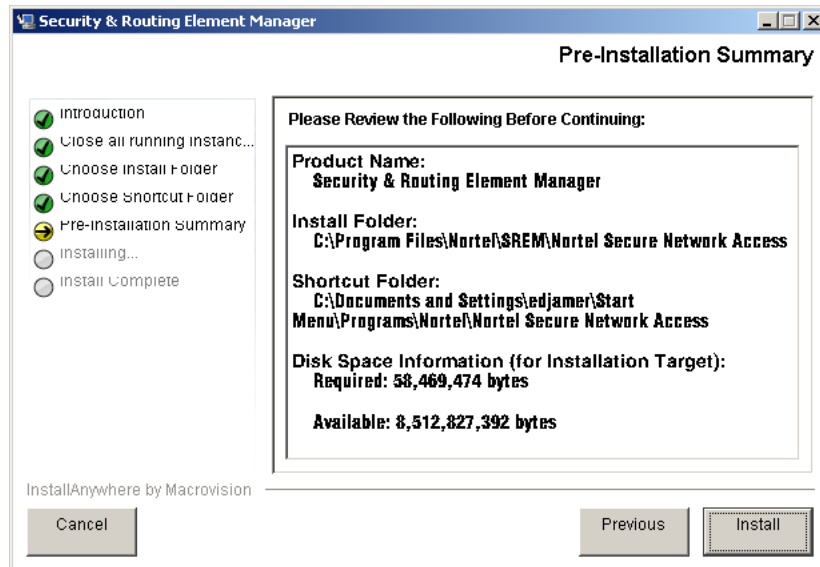 Security & Routing Element Manager
Pre-Installation Summary
Introduction
Close all running instanc...
Choose Install Folder
Choose Shortcut Folder
Pre-Installation Summary
Installing...
Install Complete
Please Review the Following Before Continuing:
Product Name:
Security & Routing Element Manager
Install Folder:
C:\Program Files\Nortel\SREM\Nortel Secure Network Access
Shortcut Folder:
C:\Documents and Settings\edjamer\Start
Menu\Programs\Nortel\Nortel Secure Network Access
Disk Space Information (for Installation Target):
Required: 58,469,474 bytes
Available: 8,512,827,392 bytes
InstallAnywhere by Macrovision
Cancel
Previous
Install